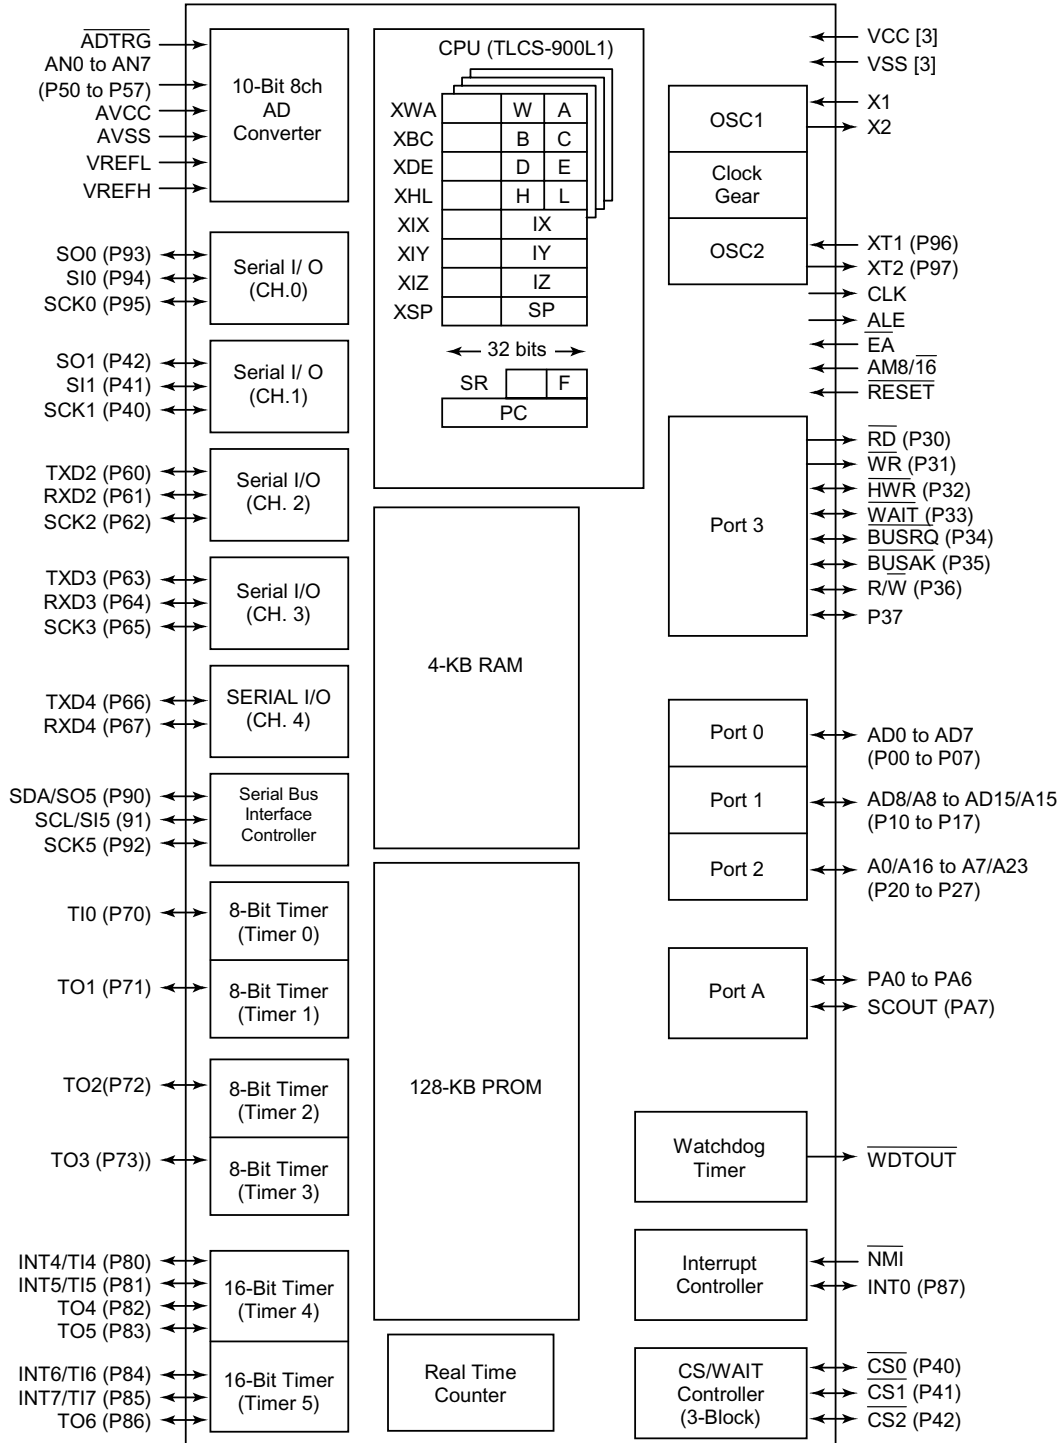 ADTRG
AN0 to AN7
(P50 to P57)
AVCC
AVSS
VREFL
VREFH
10-Bit 8ch
AD
Converter
SO0 (P93)
SI0 (P94)
SCK0 (P95)
Serial I/ O
(CH.0)
SO1 (P42)
SI1 (P41)
SCK1 (P40)
Serial I/ O
(CH.1)
TXD2 (P60)
RXD2 (P61)
SCK2 (P62)
Serial I/O
(CH. 2)
TXD3 (P63)
RXD3 (P64)
SCK3 (P65)
Serial I/O
(CH. 3)
TXD4 (P66)
RXD4 (P67)
SERIAL I/O
(CH. 4)
SDA/SO5 (P90)
SCL/SI5 (91)
SCK5 (P92)
Serial Bus
Interface
Controller
TI0 (P70)
8-Bit Timer
(Timer 0)
TO1 (P71)
8-Bit Timer
(Timer 1)
TO2(P72)
8-Bit Timer
(Timer 2)
TO3 (P73))
8-Bit Timer
(Timer 3)
INT4/TI4 (P80)
INT5/TI5 (P81)
TO4 (P82)
TO5 (P83)
16-Bit Timer
(Timer 4)
INT6/TI6 (P84)
INT7/TI7 (P85)
TO6 (P86)
16-Bit Timer
(Timer 5)
CPU (TLCS-900L1)
XWA W A
XBC B C
XDE D E
XHL H L
XIX IX
XIY IY
XIZ IZ
XSP SP
32 bits
SR F
PC
4-KB RAM
128-KB PROM
Real Time
Counter
VCC [3]
VSS [3]
OSC1
X1
X2
Clock
Gear
OSC2
XT1 (P96)
XT2 (P97)
CLK
ALE
EA
AM8/16
RESET
Port 3
RD (P30)
WR (P31)
HWR (P32)
WAIT (P33)
BUSRQ (P34)
BUSAK (P35)
R/W (P36)
P37
Port 0
AD0 to AD7
(P00 to P07)
Port 1
AD8/A8 to AD15/A15
(P10 to P17)
Port 2
A0/A16 to A7/A23
(P20 to P27)
Port A
PA0 to PA6
SCOUT (PA7)
Watchdog
Timer
WDTOUT
Interrupt
Controller
NMI
INT0 (P87)
CS/WAIT
Controller
(3-Block)
CS0 (P40)
CS1 (P41)
CS2 (P42)